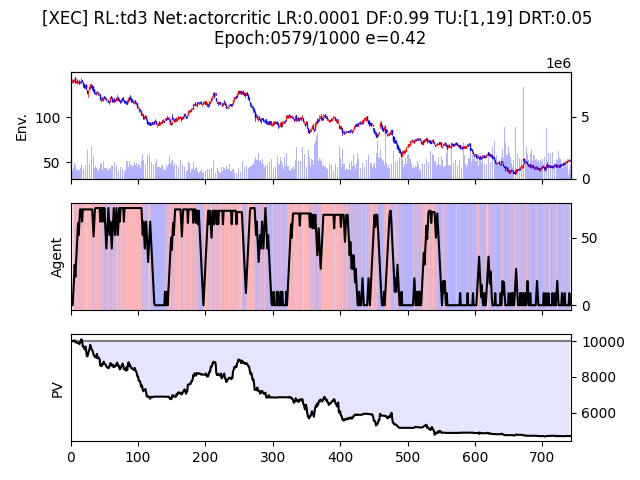 [XEC] RL:td3 Net:actorcritic LR:0.0001 DF:0.99 TU:[1,19] DRT:0.05
Epoch:0579/1000 e=0.42
1e6
Env.
100
50
5
0
Agent
50
0
PV
10000
8000
6000
0 100 200 300 400 500 600 700